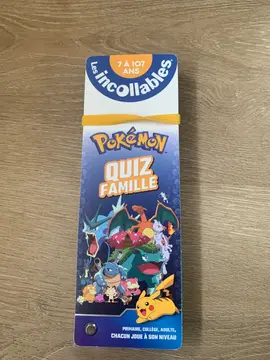 7 À 107
ANS
Les
incollables
POKÉMON
QUIZ
FAMILLE
PRIMAIRE, COLLÈGE, ADULTE,
CHACUN JOUE À SON NIVEAU